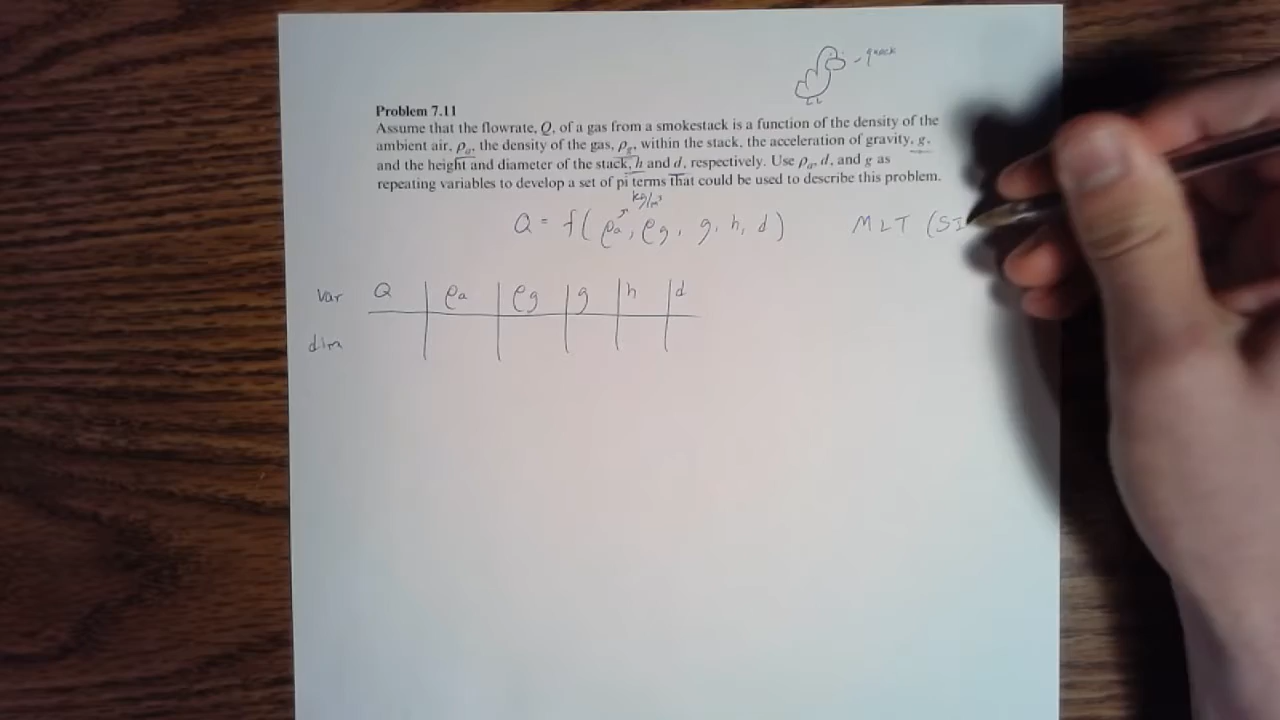 - quack
Problem 7.11
Assume that the flowrate, Q, of a gas from a smokestack is a function of the density of the
ambient air, ρa, the density of the gas, ρg, within the stack, the acceleration of gravity, g,
and the height and diameter of the stack, h and d, respectively. Use ρa, d, and g as
repeating variables to develop a set of pi terms that could be used to describe this problem.
kg/m³
Q = f( ρa, ρg, g, h, d ) MLT (SI
var Q ρa ρg g h d
dim